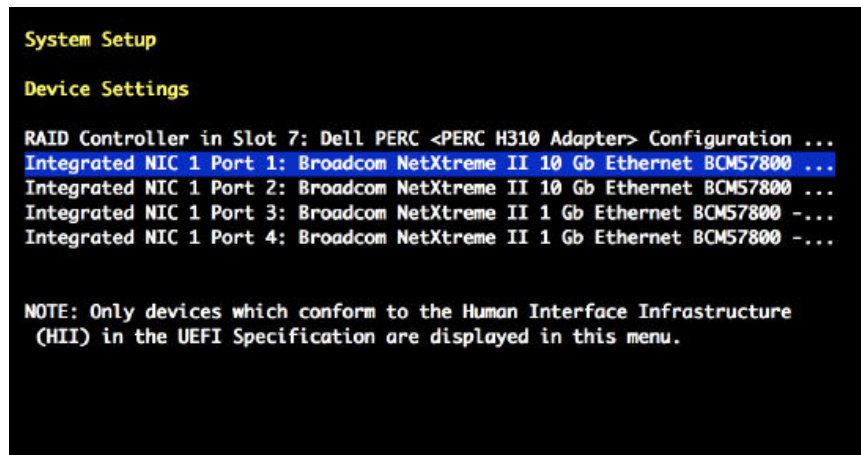 System Setup
Device Settings
RAID Controller in Slot 7: Dell PERC <PERC H310 Adapter> Configuration ...
Integrated NIC 1 Port 1: Broadcom NetXtreme II 10 Gb Ethernet BCM57800 ...
Integrated NIC 1 Port 2: Broadcom NetXtreme II 10 Gb Ethernet BCM57800 ...
Integrated NIC 1 Port 3: Broadcom NetXtreme II 1 Gb Ethernet BCM57800 -...
Integrated NIC 1 Port 4: Broadcom NetXtreme II 1 Gb Ethernet BCM57800 -...
NOTE: Only devices which conform to the Human Interface Infrastructure
(HII) in the UEFI Specification are displayed in this menu.